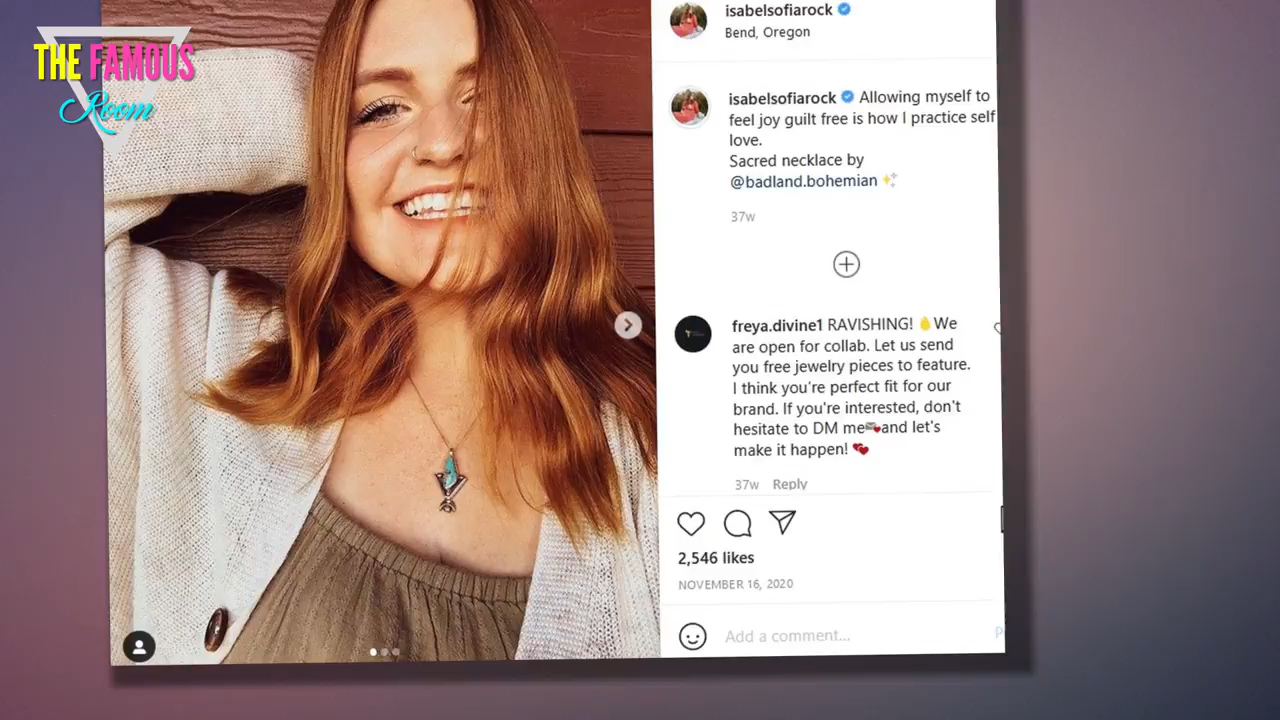 THE FAMOUS
Room
isabelsofiarock
Bend, Oregon
isabelsofiarock Allowing myself to
feel joy guilt free is how I practice self
love.
Sacred necklace by
@badland.bohemian ✨
37w
freya.divine1 RAVISHING! 🔥We
are open for collab. Let us send
you free jewelry pieces to feature.
I think you're perfect fit for our
brand. If you're interested, don't
hesitate to DM me💌and let's
make it happen! 💕
37w Reply
2,546 likes
NOVEMBER 16, 2020
Add a comment...